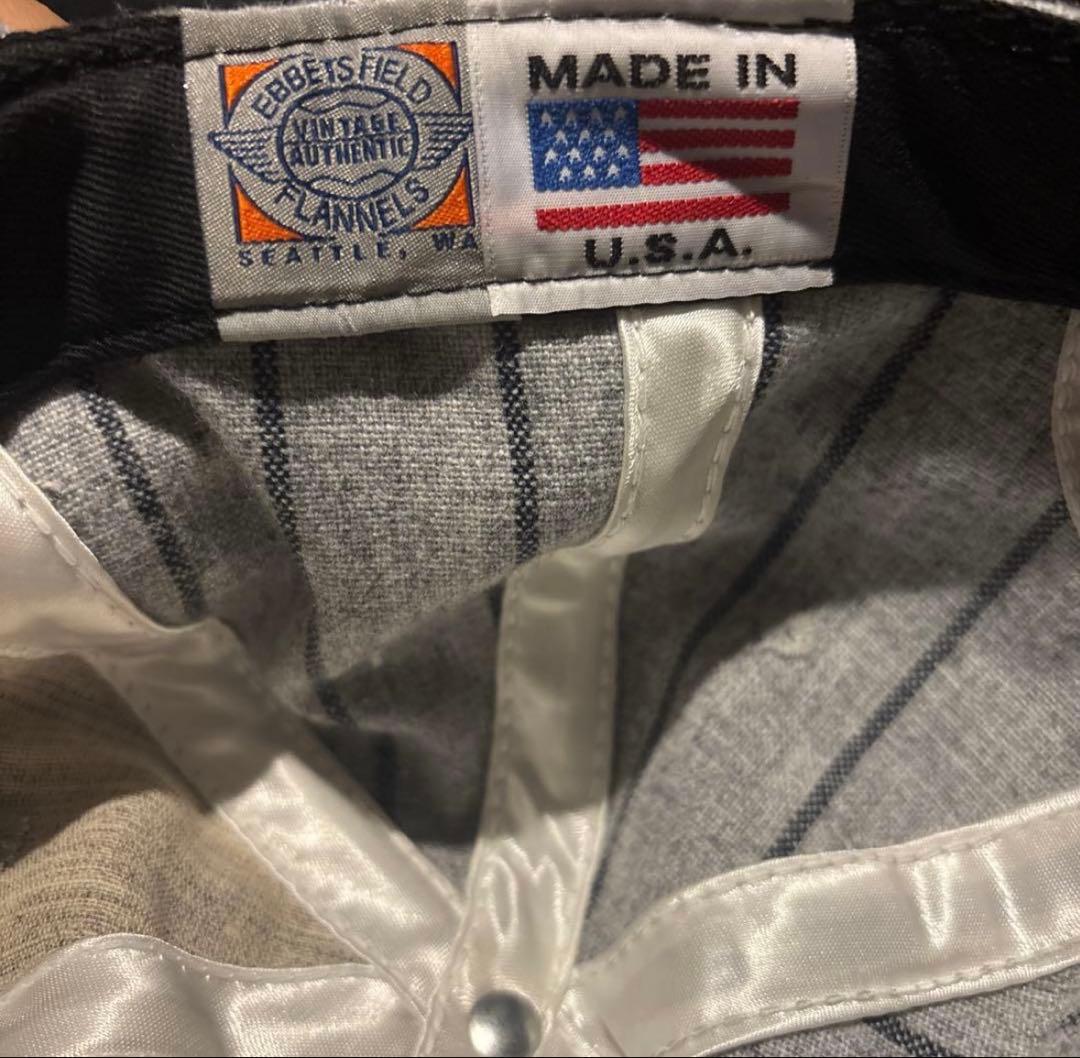 EBBETS FIELD
VINTAGE
AUTHENTIC
FLANNELS
SEATTLE, WA
MADE IN
U.S.A.